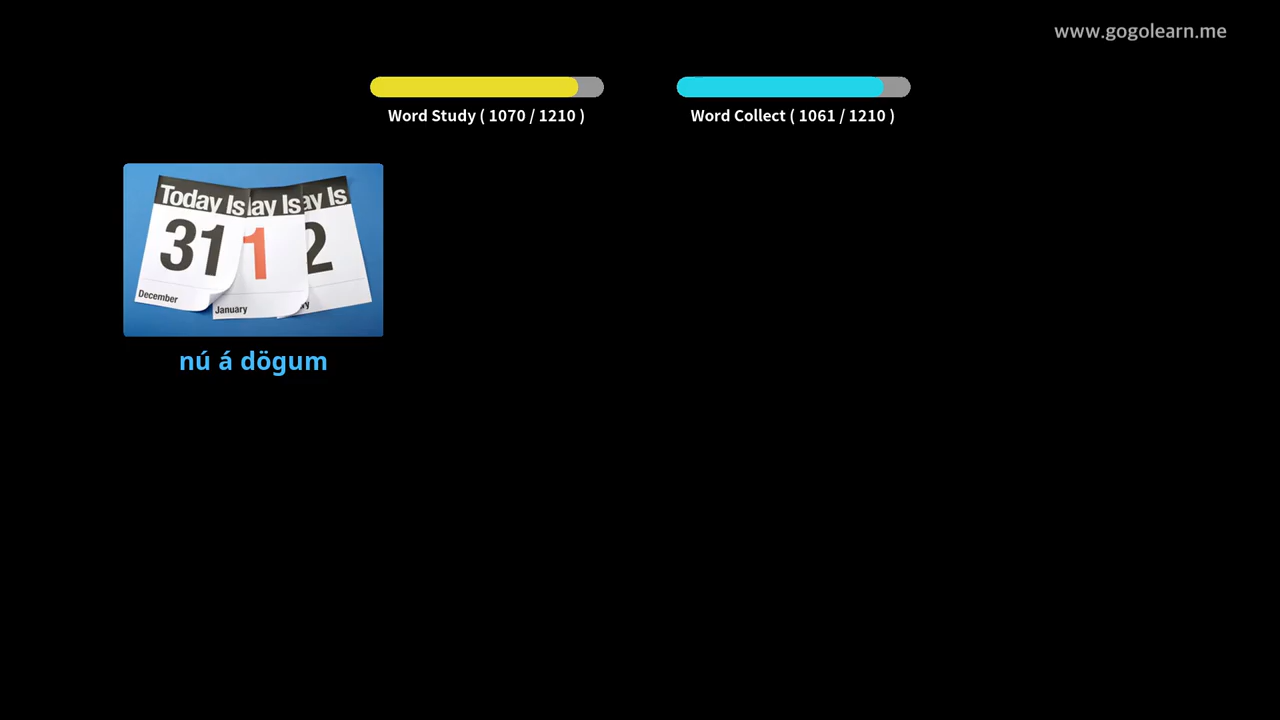 www.gogolearn.me
Word Study ( 1070 / 1210 )
Word Collect ( 1061 / 1210 )
Today Is
ay Is
ay Is
31
1
2
December
January
ry
nú á dögum